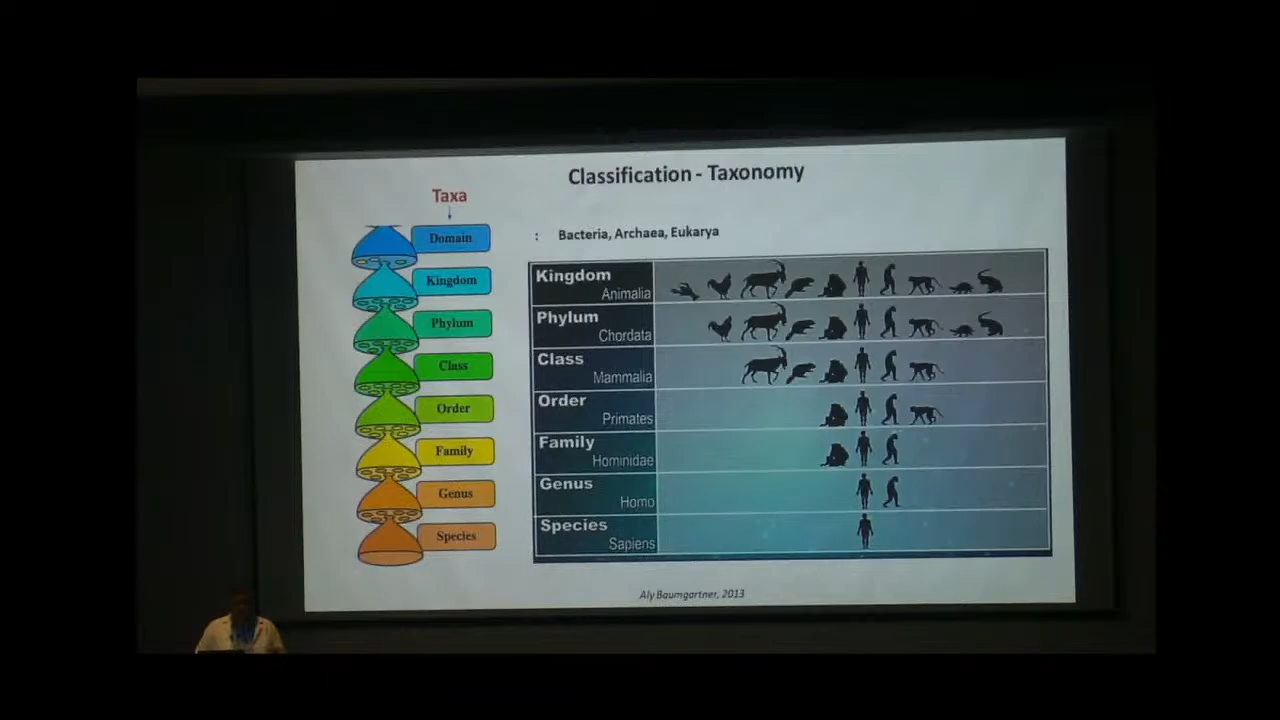 Classification - Taxonomy
Taxa
Domain
Kingdom
Phylum
Class
Order
Family
Genus
Species
: Bacteria, Archaea, Eukarya
Kingdom
Animalia
Phylum
Chordata
Class
Mammalia
Order
Primates
Family
Hominidae
Genus
Homo
Species
Sapiens
Aly Baumgartner, 2013